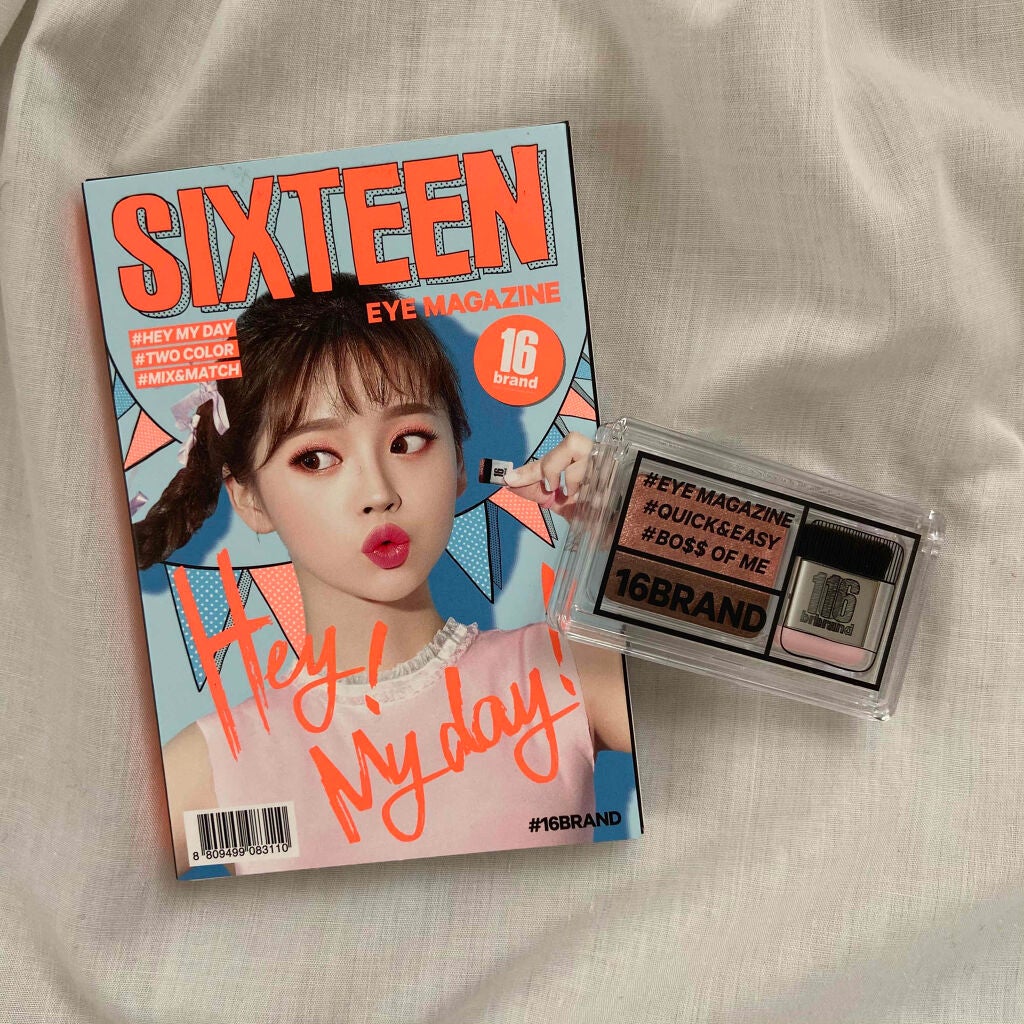 SIXTEEN
EYE MAGAZINE
#HEY MY DAY
#TWO COLOR
#MIX&MATCH
16
brand
16
Hey!
My day!
#16BRAND
8 809499 083110
#EYE MAGAZINE
#QUICK&EASY
#BO$$ OF ME
16BRAND
16
brand